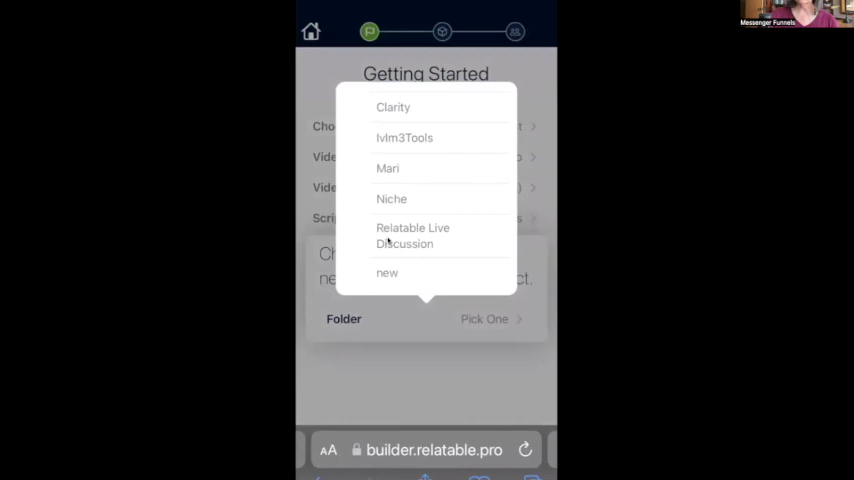 Messenger Funnels
Getting Started
Clarity
lvlm3Tools
Mari
Niche
Relatable Live
Discussion
new
Folder
Pick One
AA
builder.relatable.pro